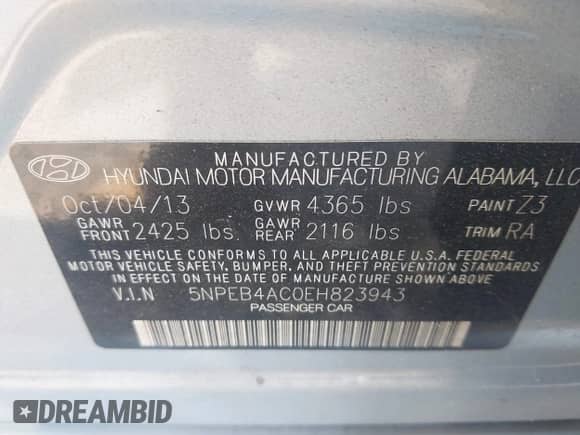 MANUFACTURED BY
HYUNDAI MOTOR MANUFACTURING ALABAMA, LLC
Oct/04/13 GVWR 4365 lbs PAINT Z3
GAWR FRONT 2425 lbs GAWR REAR 2116 lbs TRIM RA
THIS VEHICLE CONFORMS TO ALL APPLICABLE U.S.A. FEDERAL
MOTOR VEHICLE SAFETY, BUMPER, AND THEFT PREVENTION STANDARDS
IN EFFECT ON THE DATE OF MANUFACTURE SHOWN ABOVE
V.I.N 5NPEB4AC0EH823943
PASSENGER CAR
DREAMBID